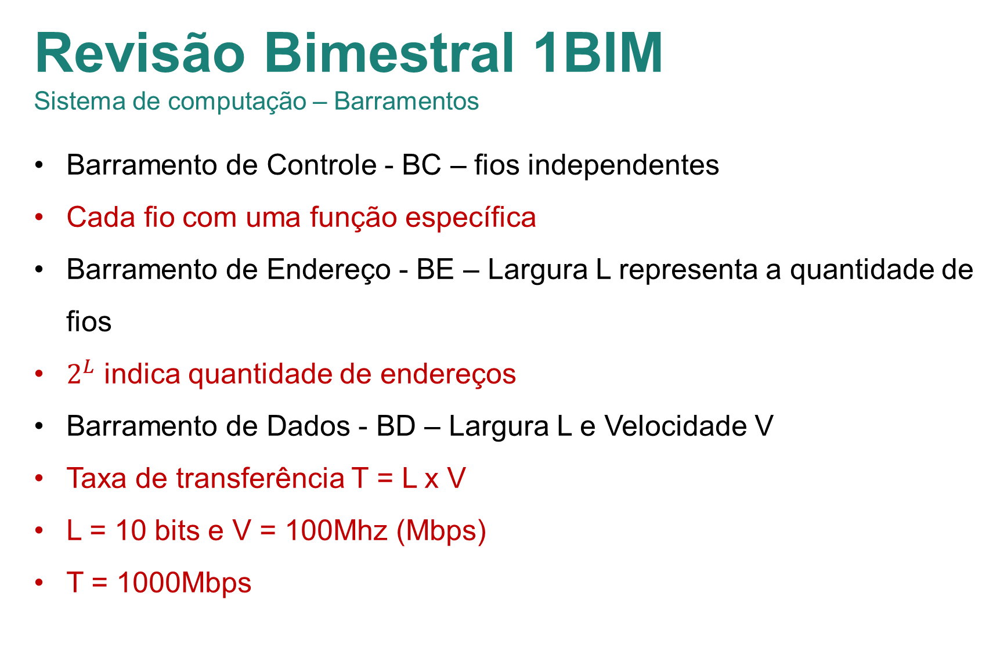 Revisão Bimestral 1BIM
Sistema de computação – Barramentos
• Barramento de Controle - BC – fios independentes
• Cada fio com uma função específica
• Barramento de Endereço - BE – Largura L representa a quantidade de
fios
• 2^L indica quantidade de endereços
• Barramento de Dados - BD – Largura L e Velocidade V
• Taxa de transferência T = L x V
• L = 10 bits e V = 100Mhz (Mbps)
• T = 1000Mbps